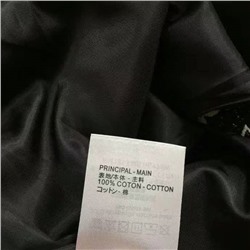 PRINCIPAL - MAIN
表地/本体 - 主料
100% COTON - COTTON
コットン - 棉